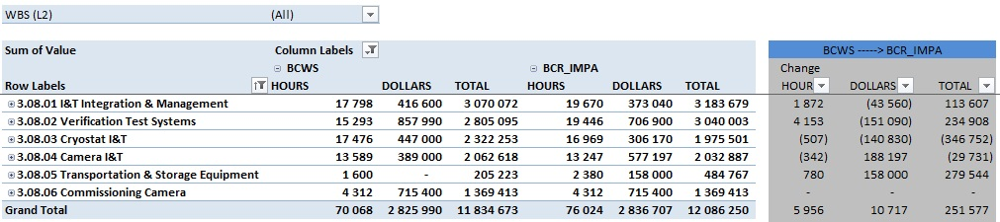 WBS (L2) (All)
Sum of Value Column Labels BCWS -----> BCR_IMPA
BCWS BCR_IMPA Change
Row Labels HOURS DOLLARS TOTAL HOURS DOLLARS TOTAL HOUR DOLLARS TOTAL
3.08.01 I&T Integration & Management 17 798 416 600 3 070 072 19 670 373 040 3 183 679 1 872 (43 560) 113 607
3.08.02 Verification Test Systems 15 293 857 990 2 805 095 19 446 706 900 3 040 003 4 153 (151 090) 234 908
3.08.03 Cryostat I&T 17 476 447 000 2 322 253 16 969 306 170 1 975 501 (507) (140 830) (346 752)
3.08.04 Camera I&T 13 589 389 000 2 062 618 13 247 577 197 2 032 887 (342) 188 197 (29 731)
3.08.05 Transportation & Storage Equipment 1 600 - 205 223 2 380 158 000 484 767 780 158 000 279 544
3.08.06 Commissioning Camera 4 312 715 400 1 369 413 4 312 715 400 1 369 413 - - -
Grand Total 70 068 2 825 990 11 834 673 76 024 2 836 707 12 086 250 5 956 10 717 251 577